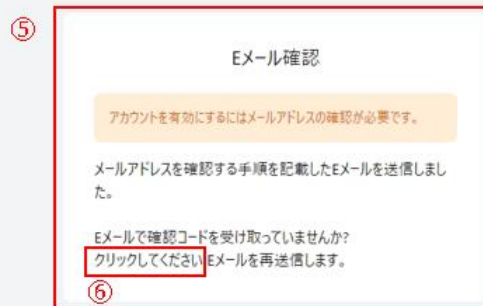 ⑤
Eメール確認
アカウントを有効にするにはメールアドレスの確認が必要です。
メールアドレスを確認する手順を記載したEメールを送信しまし
た。
Eメールで確認コードを受け取っていませんか?
クリックしてください Eメールを再送信します。
⑥